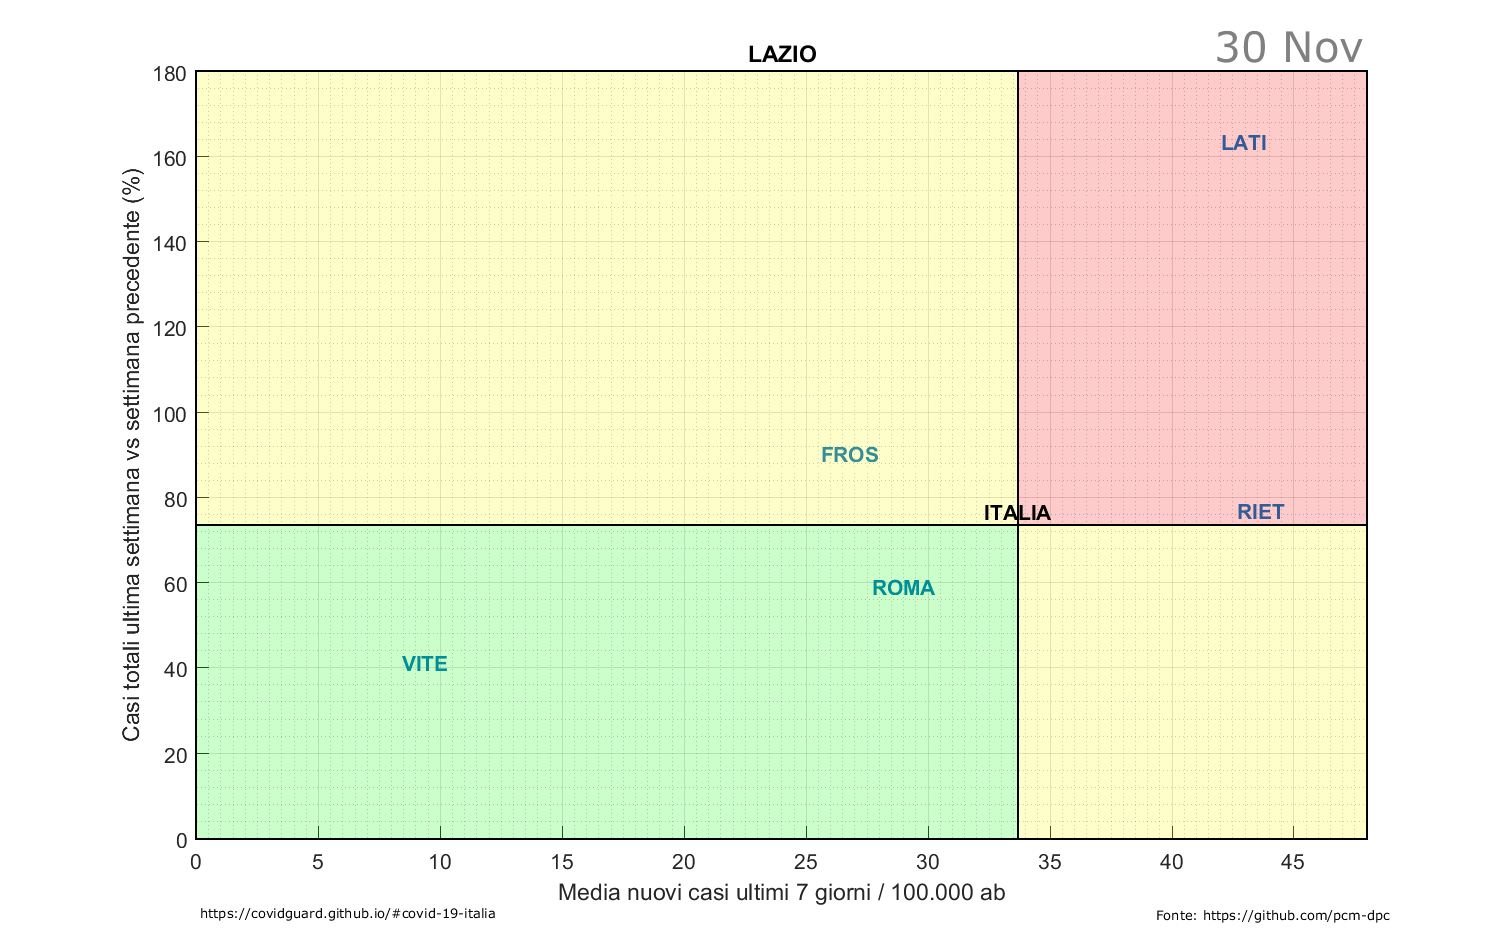 30 Nov
LAZIO
Casi totali ultima settimana vs settimana precedente (%)
180
160
140
120
100
80
60
40
20
0
LATI
FROS
ITALIA
RIET
ROMA
VITE
0 5 10 15 20 25 30 35 40 45
Media nuovi casi ultimi 7 giorni / 100.000 ab
https://covidguard.github.io/#covid-19-italia
Fonte: https://github.com/pcm-dpc